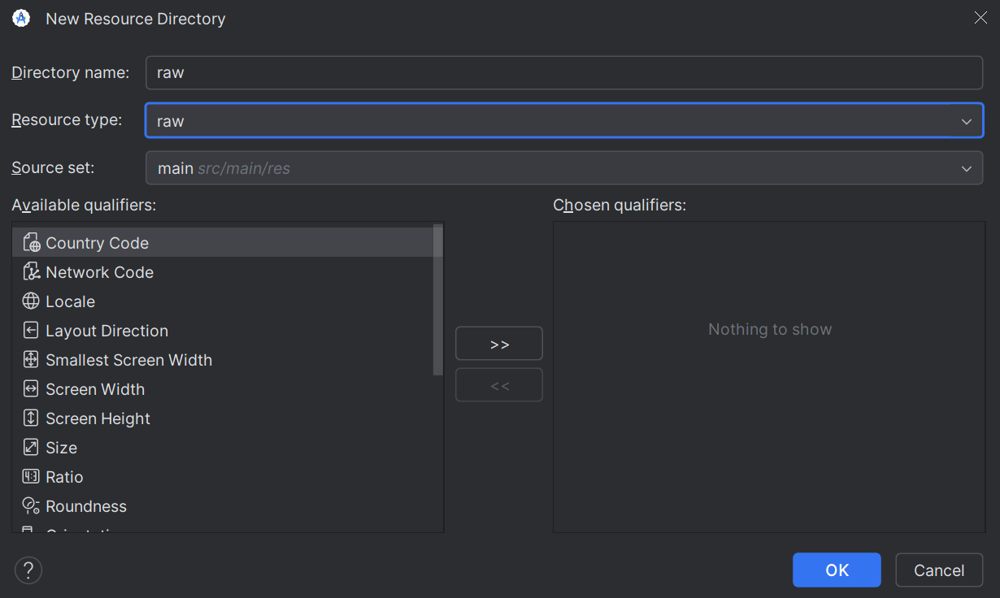 New Resource Directory
Directory name: raw
Resource type: raw
Source set: main src/main/res
Available qualifiers:
Chosen qualifiers:
Country Code
Network Code
Locale
Layout Direction
Smallest Screen Width
Screen Width
Screen Height
Size
4:3 Ratio
Roundness
>>
<<
Nothing to show
?
OK
Cancel